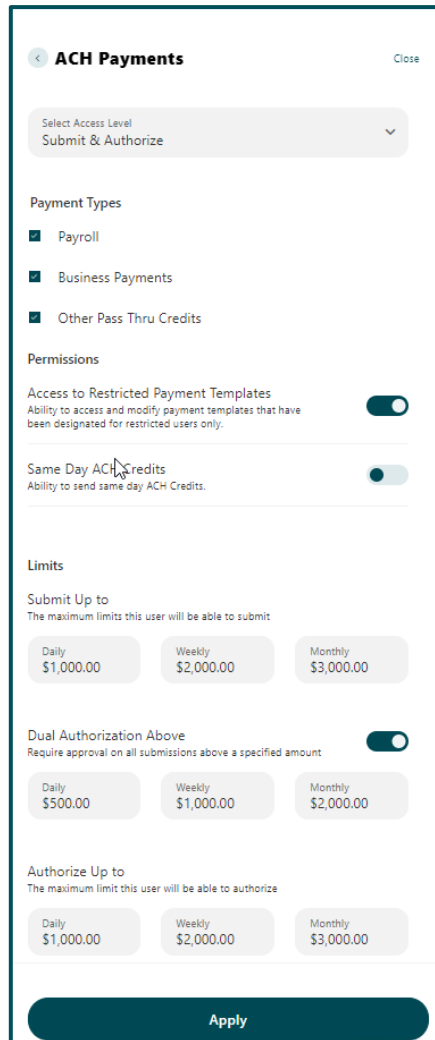 ACH Payments
Close
Select Access Level
Submit & Authorize
Payment Types
Payroll
Business Payments
Other Pass Thru Credits
Permissions
Access to Restricted Payment Templates
Ability to access and modify payment templates that have
been designated for restricted users only.
Same Day ACH Credits
Ability to send same day ACH Credits.
Limits
Submit Up to
The maximum limits this user will be able to submit
Daily Weekly Monthly
$1,000.00 $2,000.00 $3,000.00
Dual Authorization Above
Require approval on all submissions above a specified amount
Daily Weekly Monthly
$500.00 $1,000.00 $2,000.00
Authorize Up to
The maximum limit this user will be able to authorize
Daily Weekly Monthly
$1,000.00 $2,000.00 $3,000.00
Apply